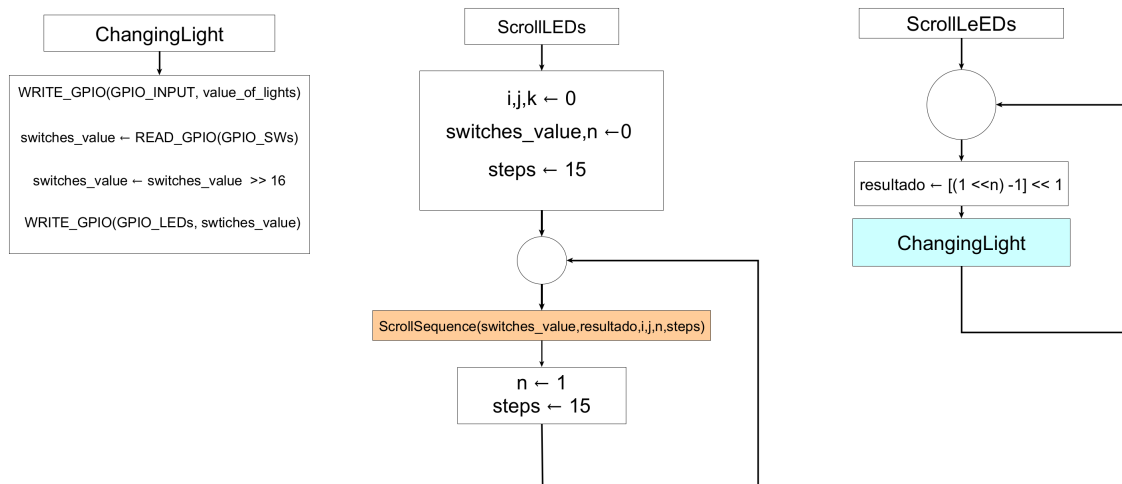 ChangingLight
WRITE_GPIO(GPIO_INPUT, value_of_lights)
switches_value ← READ_GPIO(GPIO_SWs)
switches_value ← switches_value >> 16
WRITE_GPIO(GPIO_LEDs, swtiches_value)
ScrollLEDs
i,j,k ← 0
switches_value,n ←0
steps ← 15
ScrollSequence(switches_value,resultado,i,j,n,steps)
n ← 1
steps ← 15
ScrollLeEDs
resultado ← [(1 <<n) -1] << 1
ChangingLight